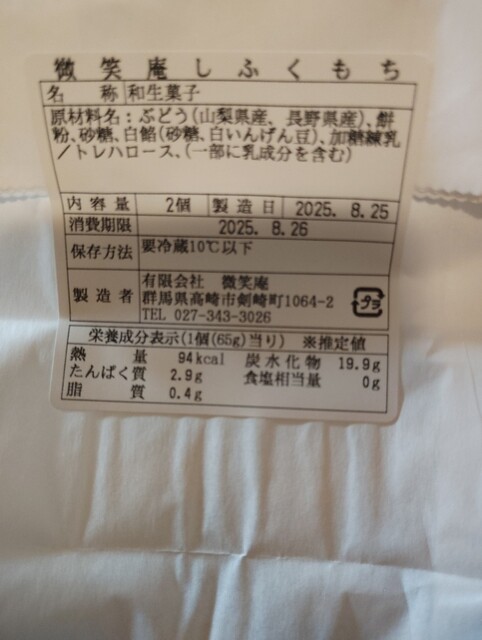 微笑庵しふくもち
名称 和生菓子
原材料名：ぶどう（山梨県産、長野県産）、餅
粉、砂糖、白餡（砂糖、白いんげん豆）、加糖練乳
／トレハロース、（一部に乳成分を含む）
内容量 2個 製造日 2025. 8.25
消費期限 2025. 8.26
保存方法 要冷蔵10℃以下
製造者 有限会社 微笑庵
群馬県高崎市剣崎町1064-2
TEL 027-343-3026
プラ
栄養成分表示(1個(65g)当り) ※推定値
熱量 94kcal 炭水化物 19.9g
たんぱく質 2.9g 食塩相当量 0g
脂質 0.4g